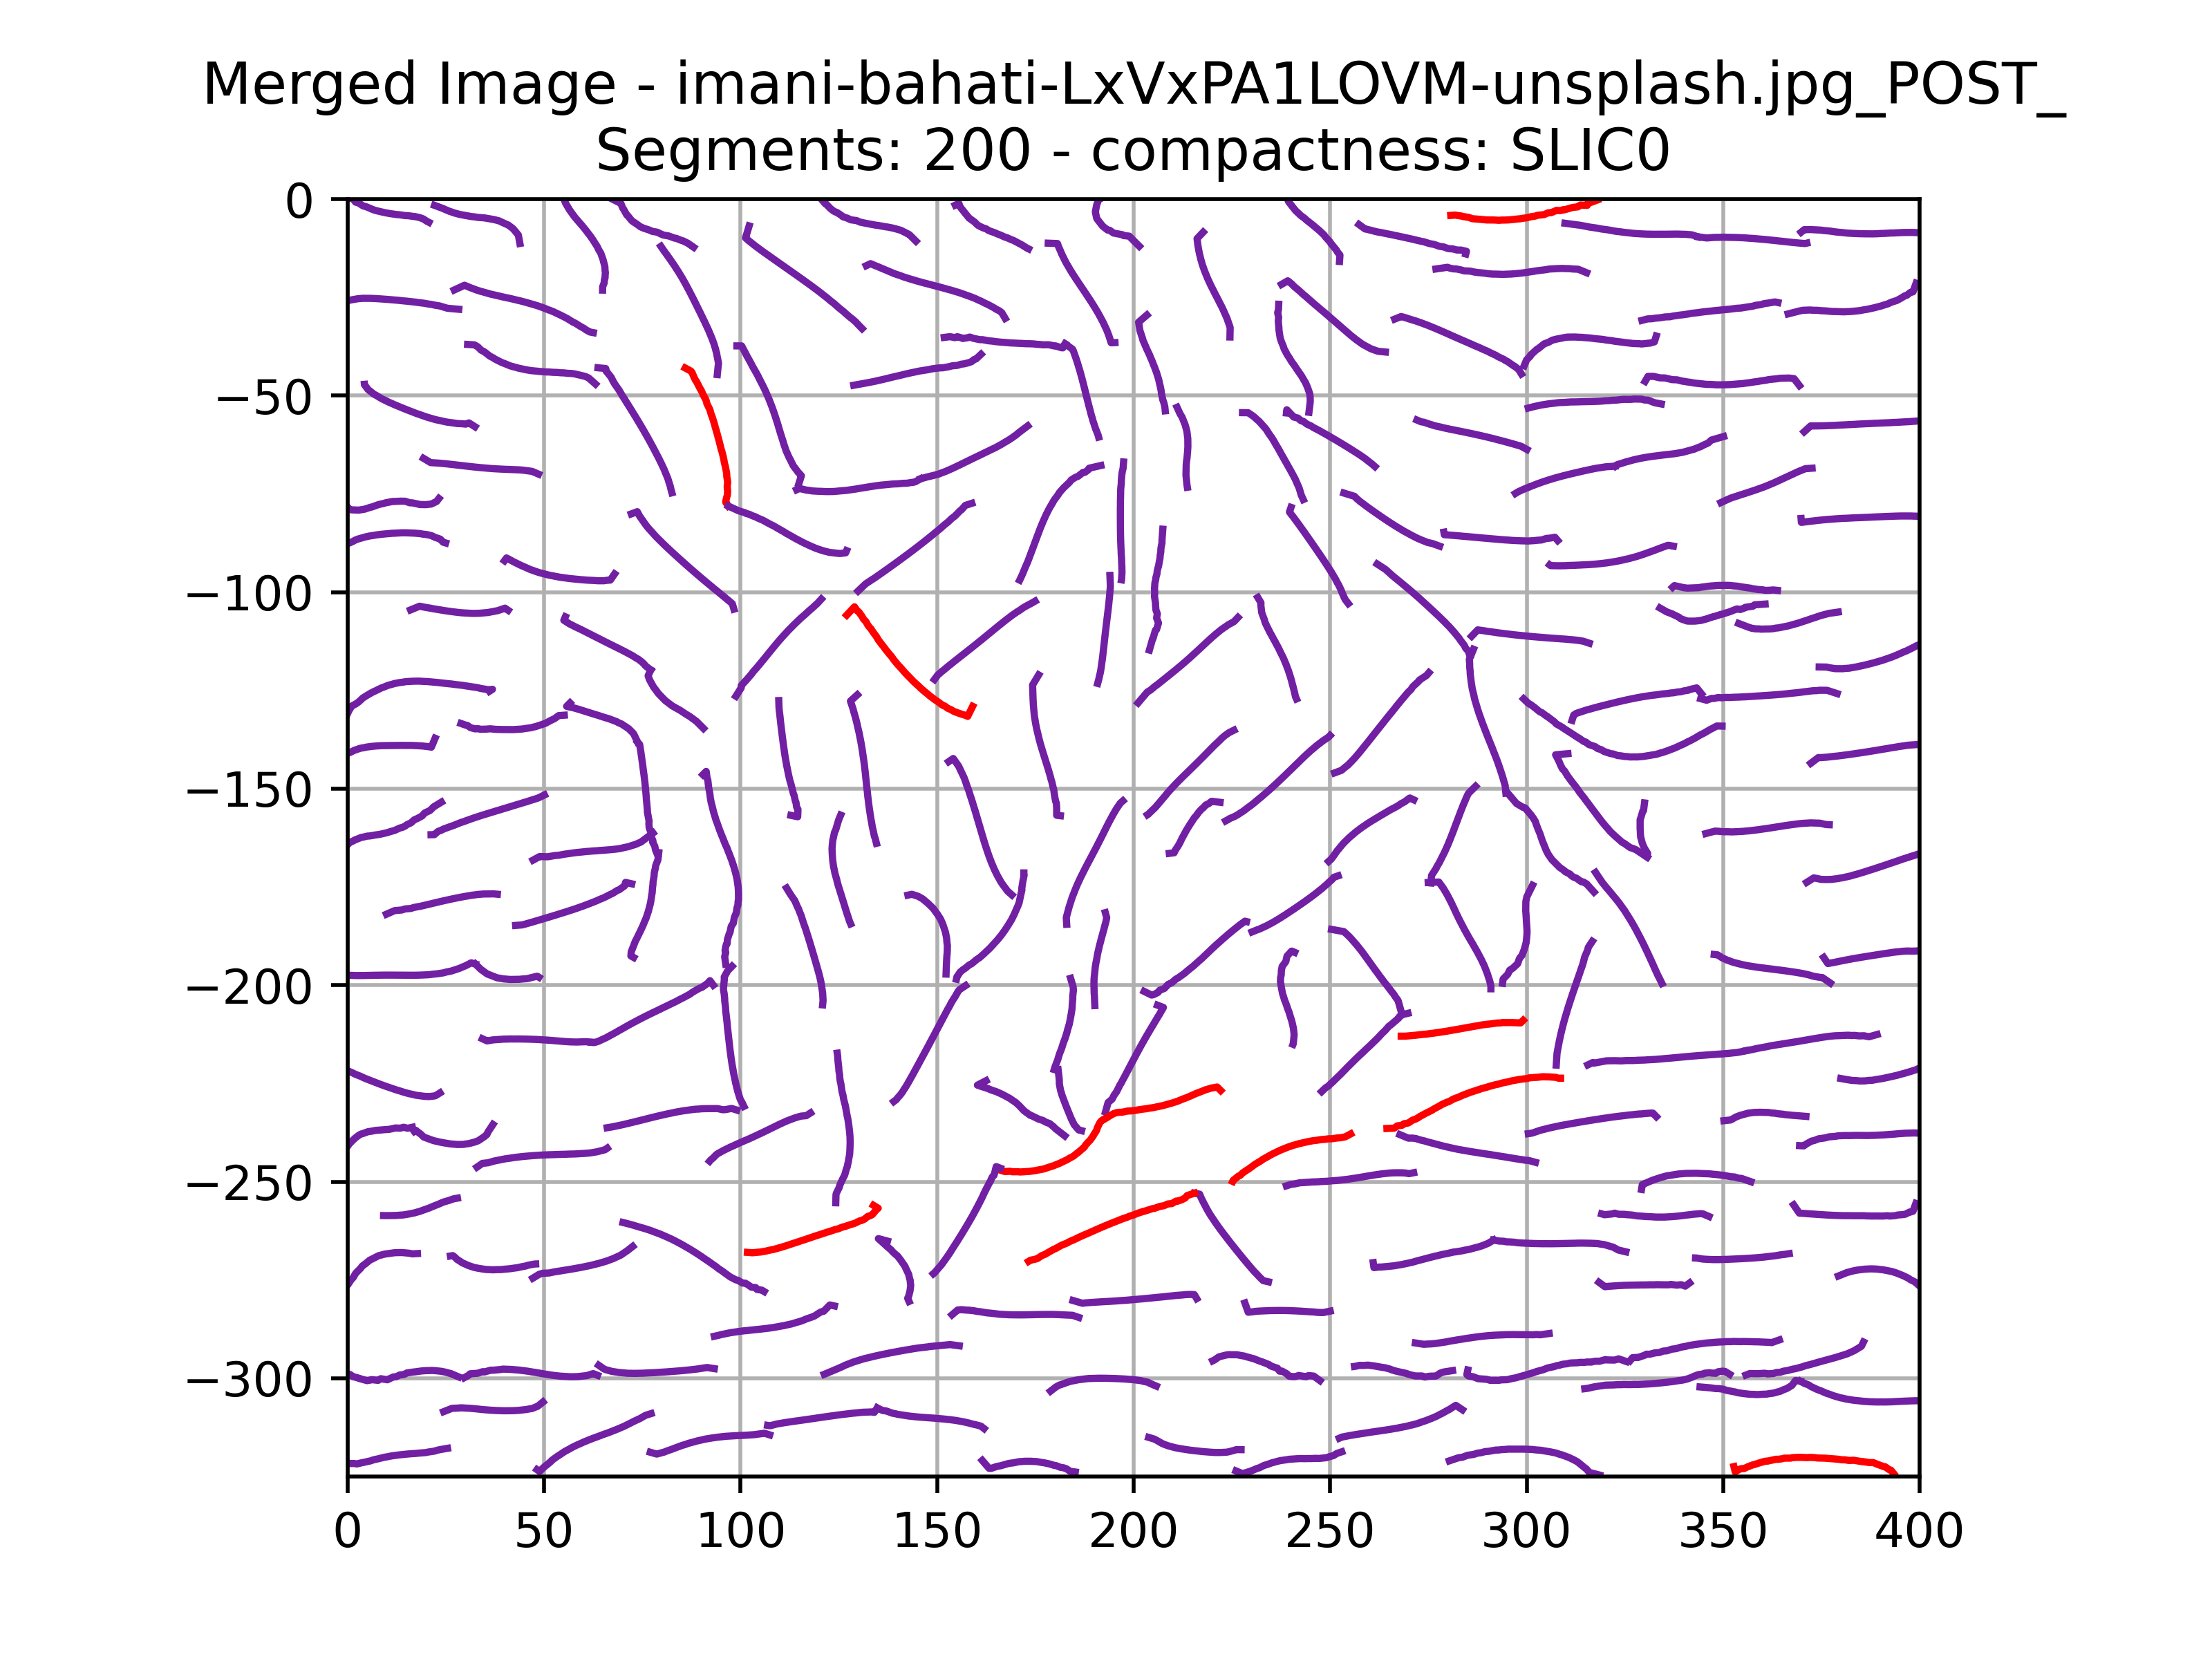 Merged Image - imani-bahati-LxVxPA1LOVM-unsplash.jpg_POST_
Segments: 200 - compactness: SLIC0
0
−50
−100
−150
−200
−250
−300
0 50 100 150 200 250 300 350 400